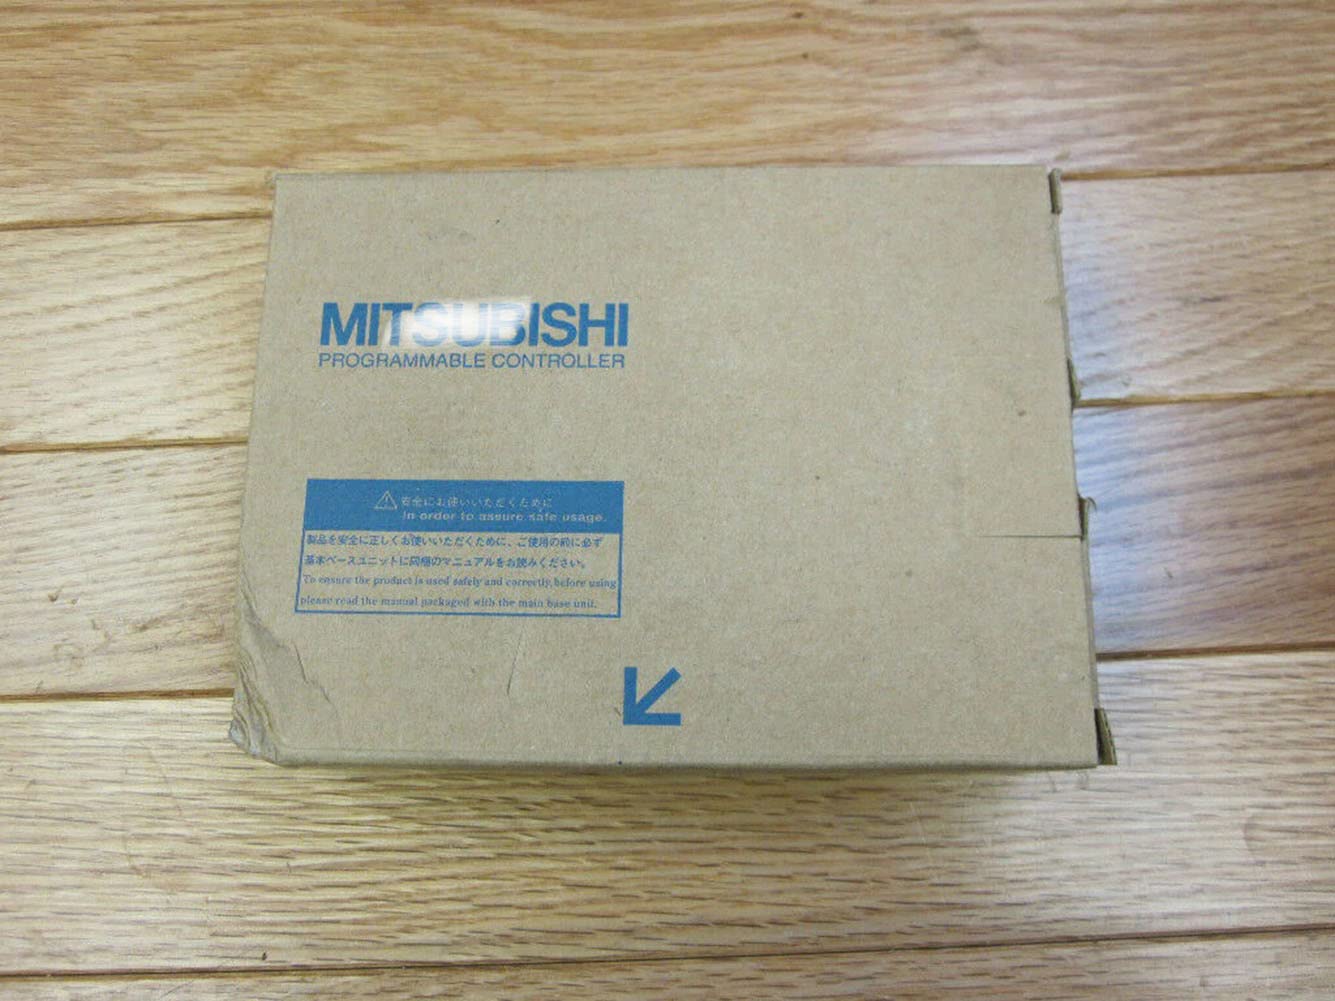 MITSUBISHI
PROGRAMMABLE CONTROLLER
安全にお使いいただくために
In order to assure safe usage.
製品を安全に正しくお使いいただくために、ご使用の前に必ず
基本ベースユニットに同梱のマニュアルをお読みください。
To ensure the product is used safely and correctly, before using
please read the manual packaged with the main base unit.